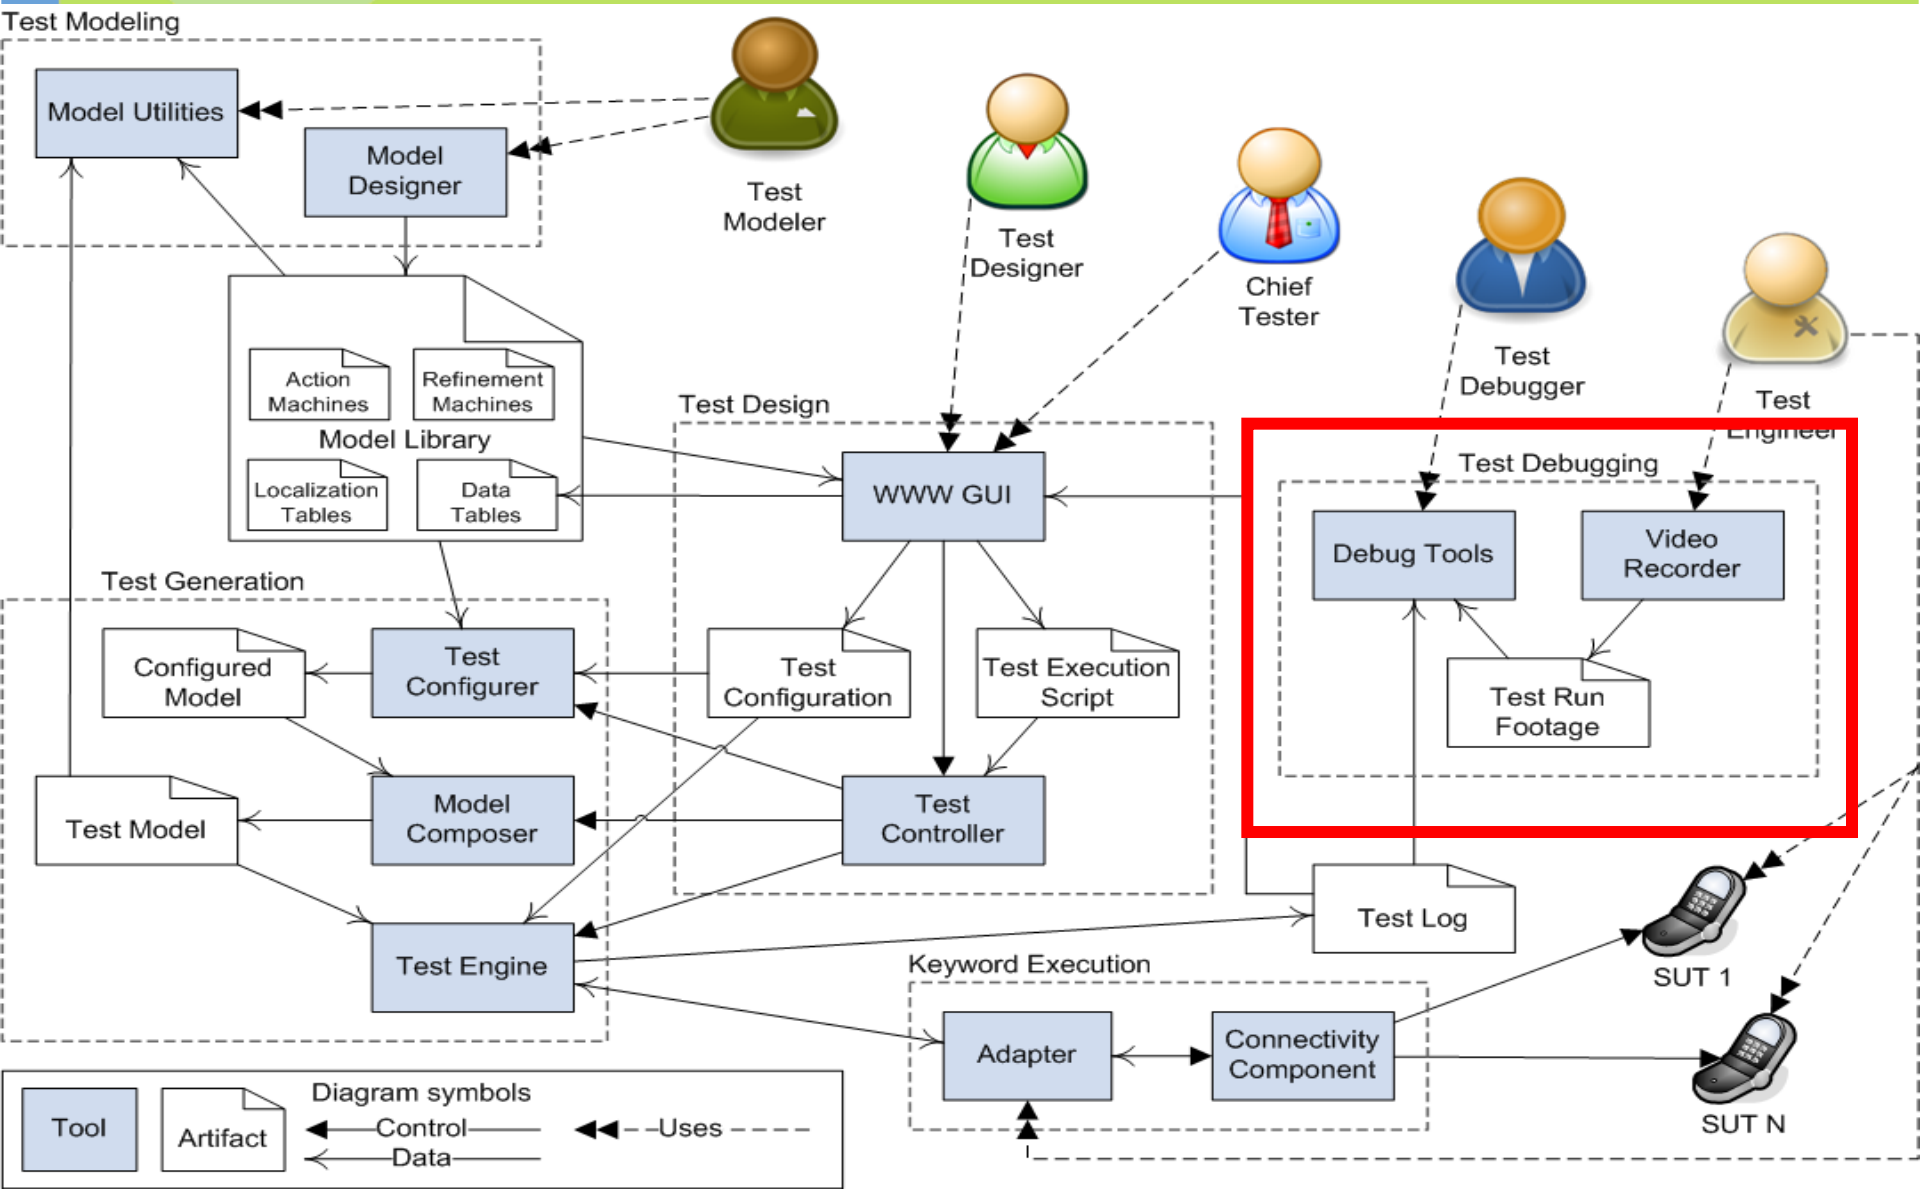 Test Modeling
Model Utilities
Model
Designer
Test
Modeler
Test
Designer
Chief
Tester
Test
Debugger
Test
Engineer
Action
Machines
Refinement
Machines
Model Library
Localization
Tables
Data
Tables
Test Design
WWW GUI
Test
Configuration
Test Execution
Script
Test
Controller
Test Debugging
Debug Tools
Video
Recorder
Test Run
Footage
Test Generation
Configured
Model
Test
Configurer
Test Model
Model
Composer
Test Engine
Test Log
Keyword Execution
Adapter
Connectivity
Component
SUT 1
SUT N
Diagram symbols
Tool
Artifact
Control
Data
Uses